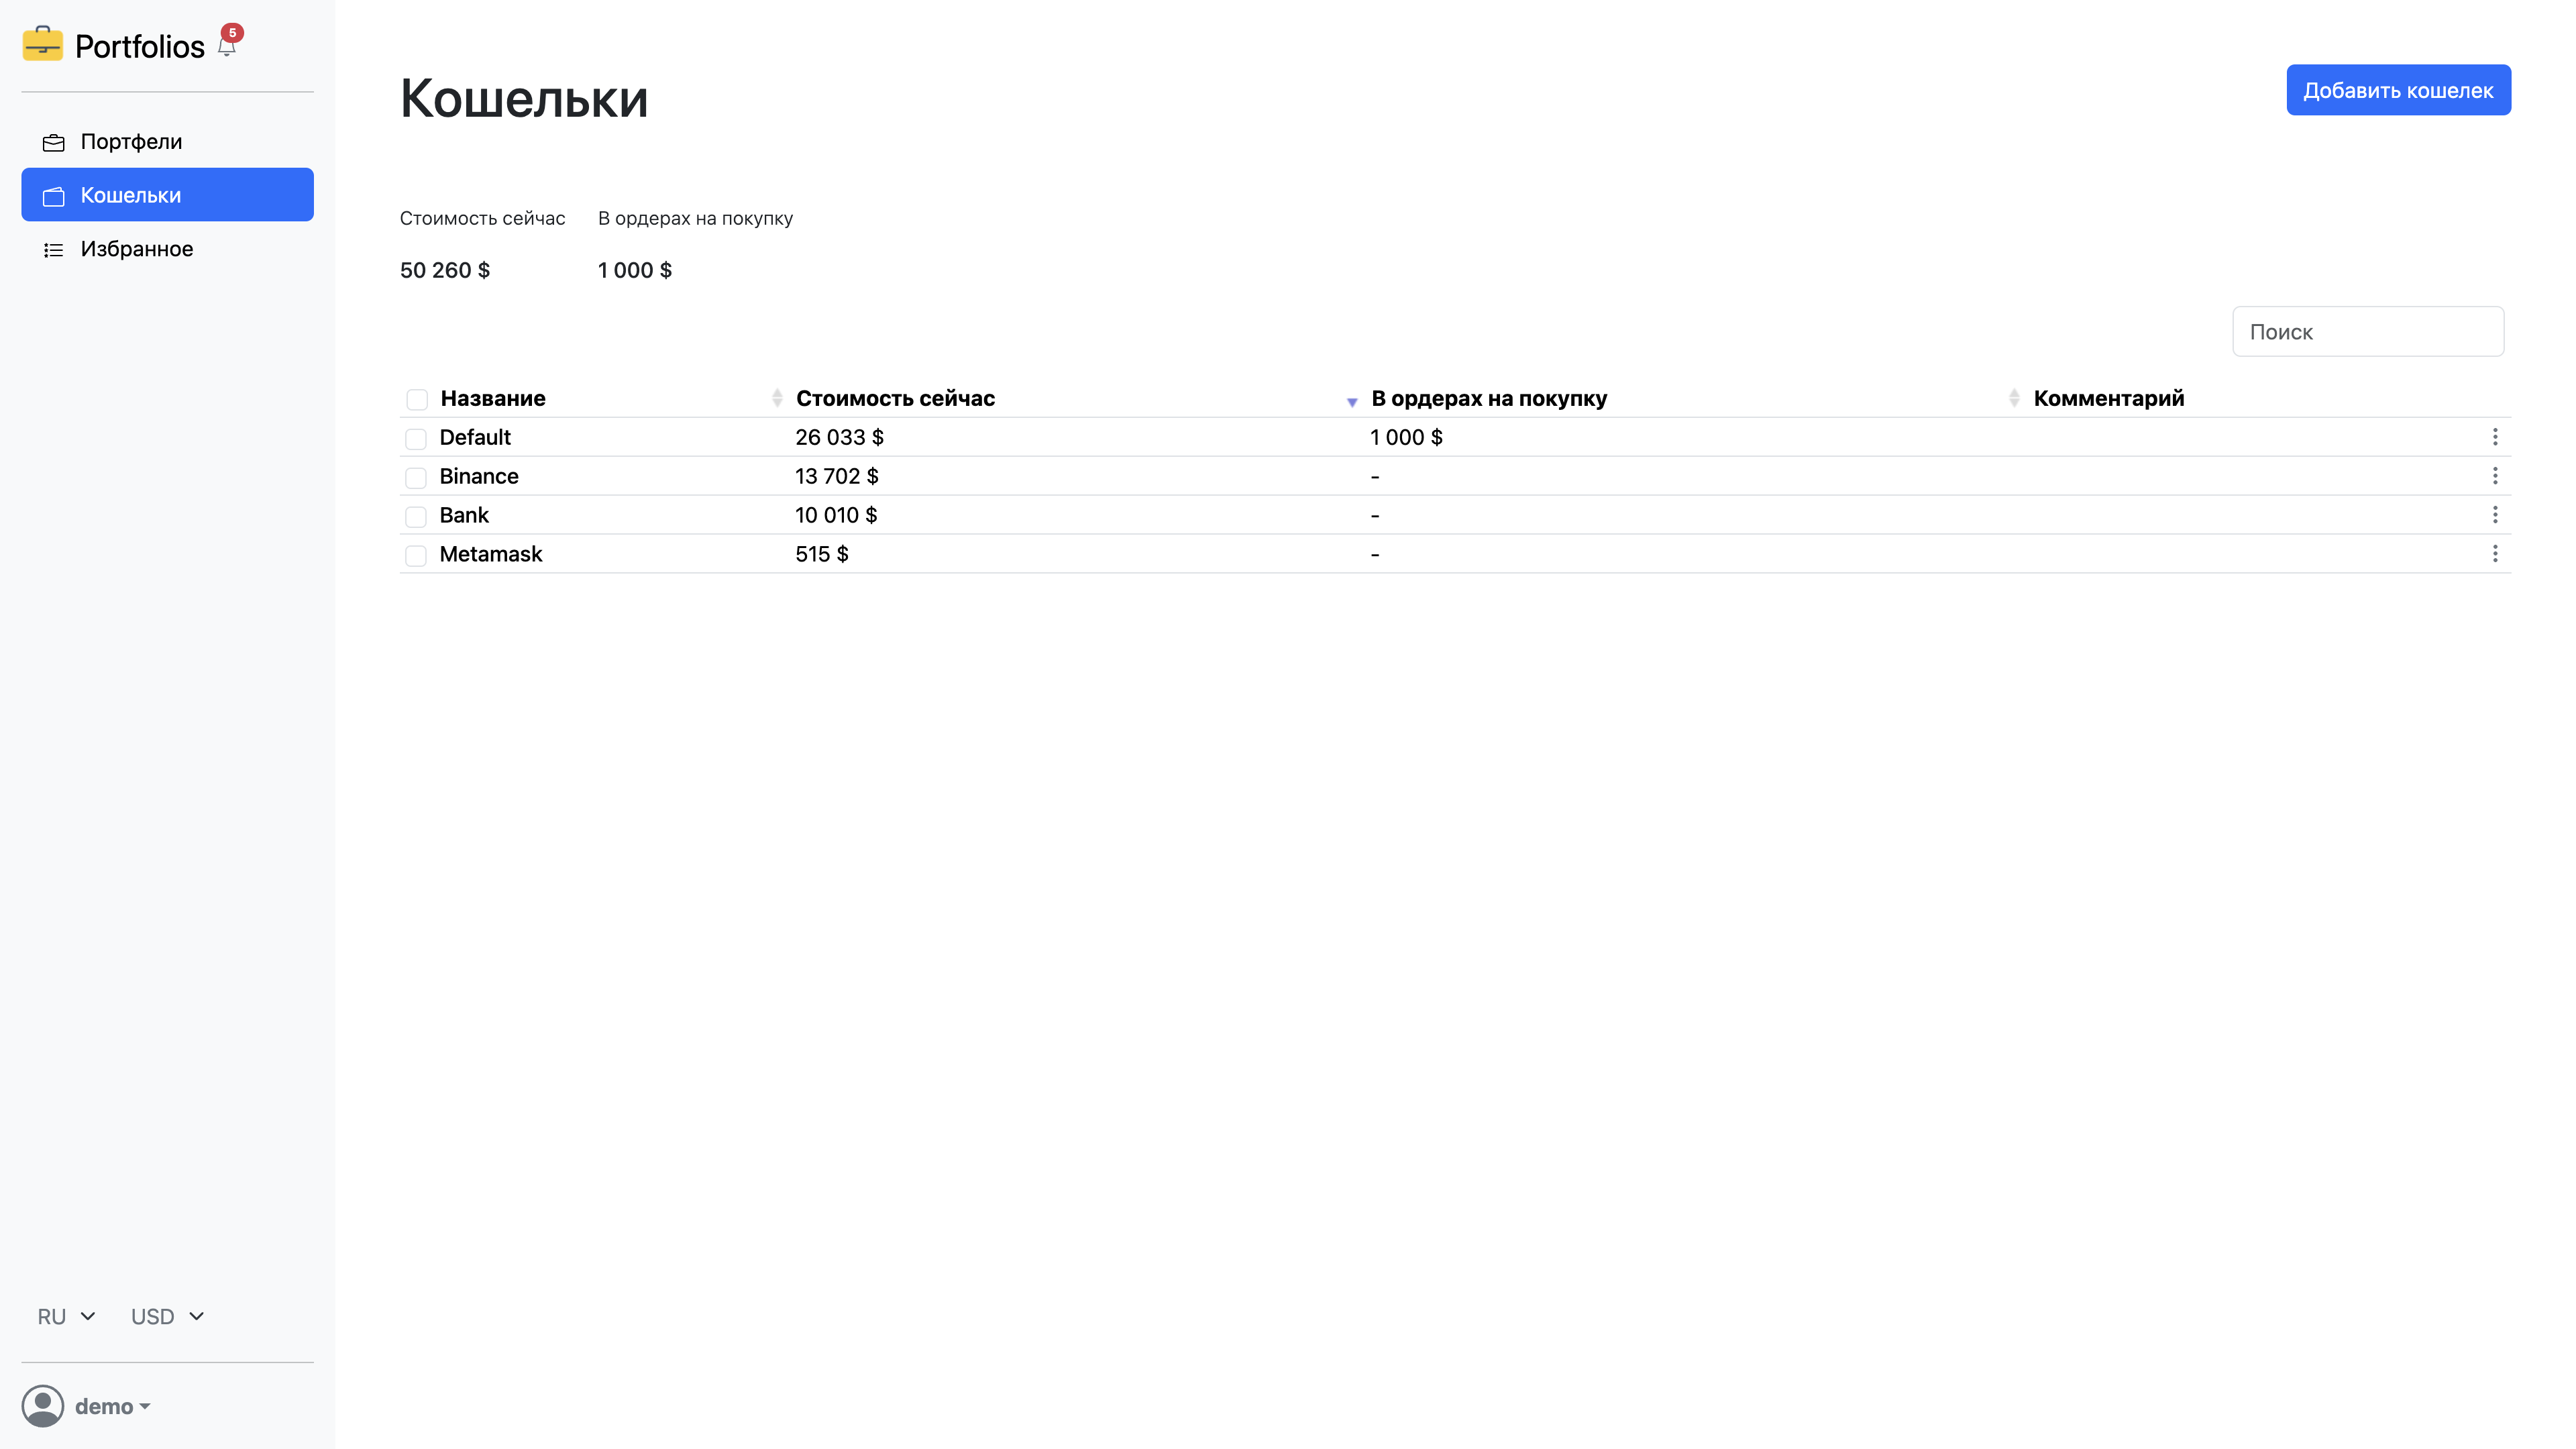 Portfolios 5
Портфели
Кошельки
Избранное
Кошельки
Добавить кошелек
Стоимость сейчас В ордерах на покупку
50 260 $ 1 000 $
Поиск
Название Стоимость сейчас В ордерах на покупку Комментарий
Default 26 033 $ 1 000 $
Binance 13 702 $ -
Bank 10 010 $ -
Metamask 515 $ -
RU USD
demo